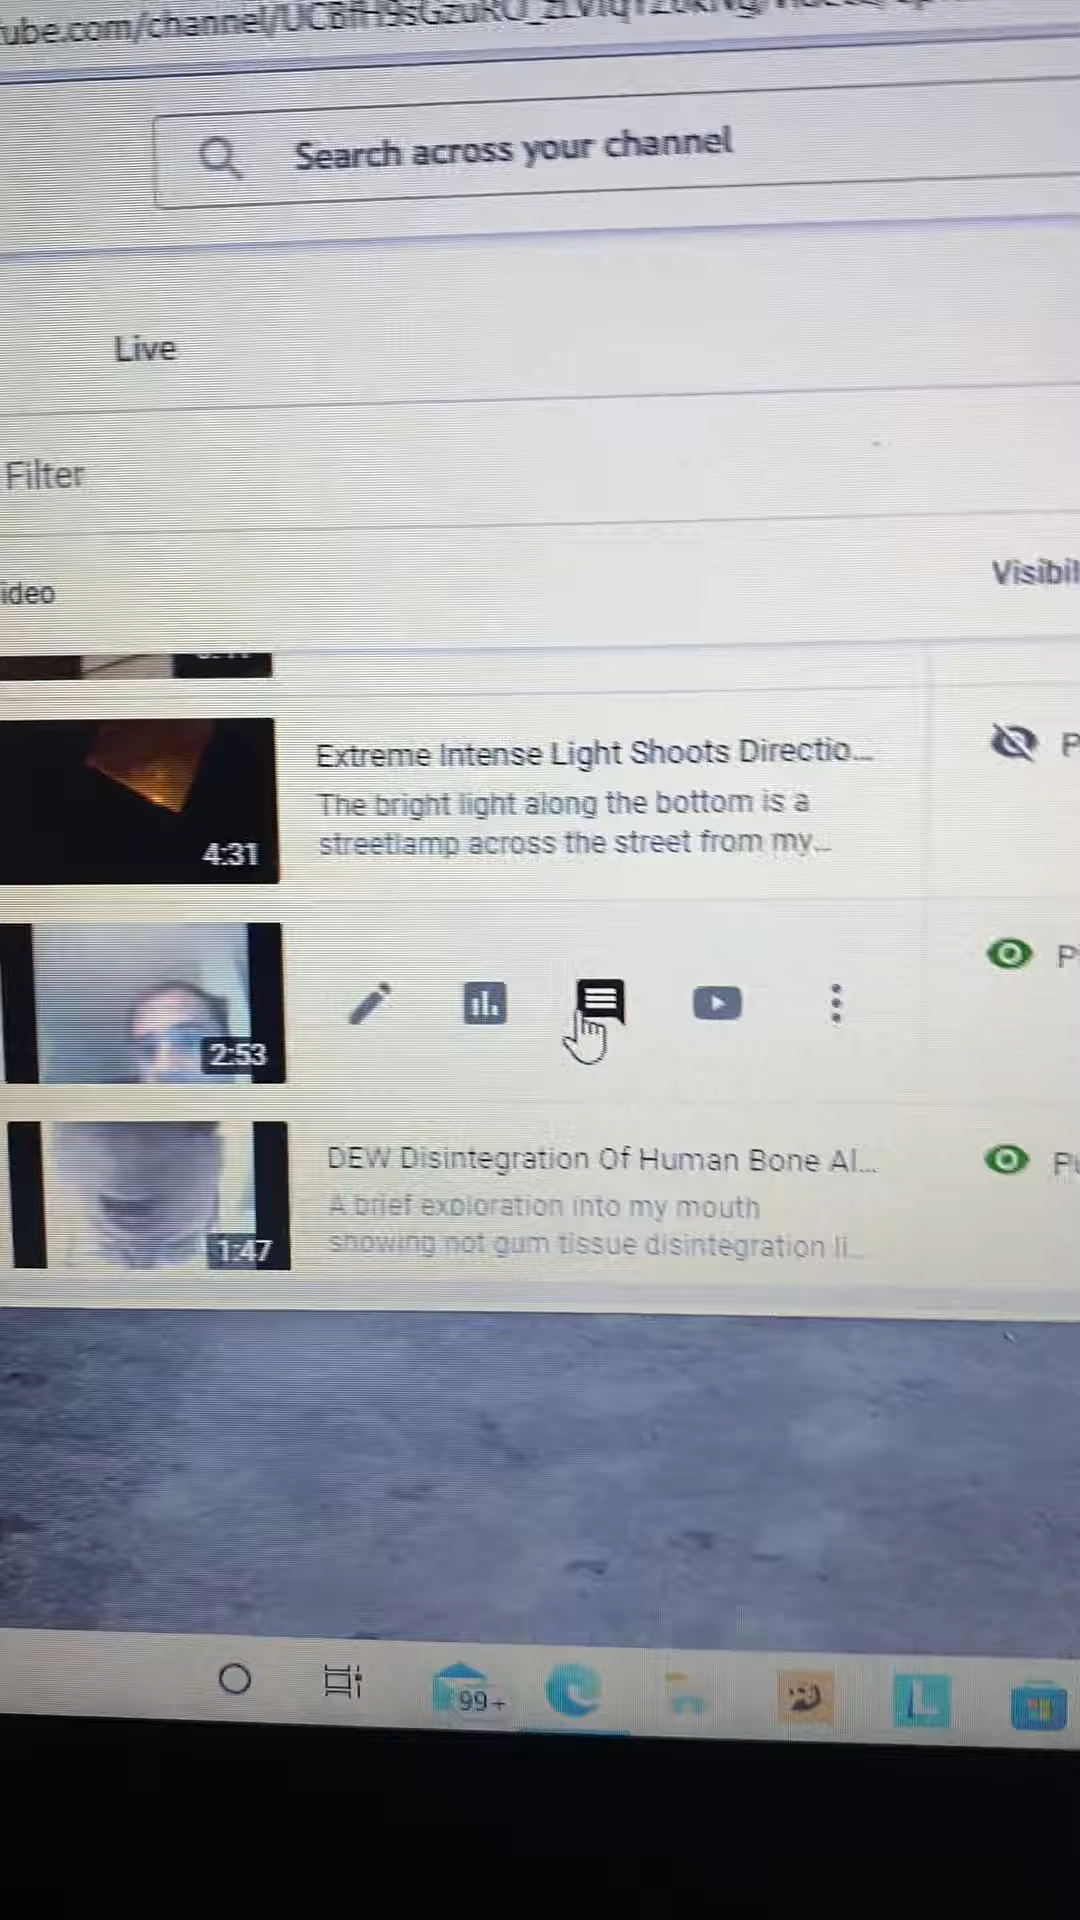 Search across your channel
Live
Filter
ideo
Visibil
Extreme Intense Light Shoots Directio...
The bright light along the bottom is a
streetlamp across the street from my...
4:31
P
2:53
P
DEW Disintegration Of Human Bone Al...
A brief exploration into my mouth
showing not gum tissue disintegration li...
1:47
Pu
99+